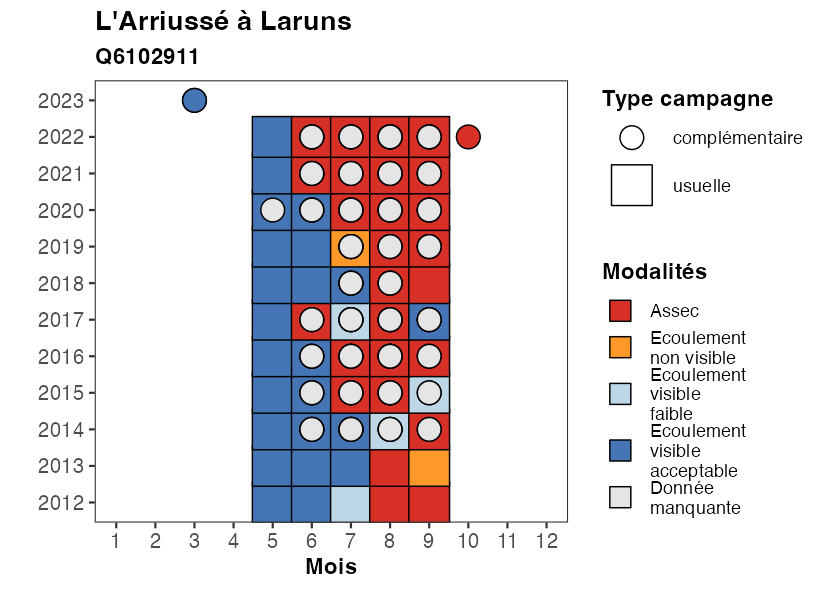 L'Arriussé à Laruns
Q6102911
2023
2022
2021
2020
2019
2018
2017
2016
2015
2014
2013
2012
1 2 3 4 5 6 7 8 9 10 11 12
Mois
Type campagne
complémentaire
usuelle
Modalités
Assec
Ecoulement
non visible
Ecoulement
visible
faible
Ecoulement
visible
acceptable
Donnée
manquante